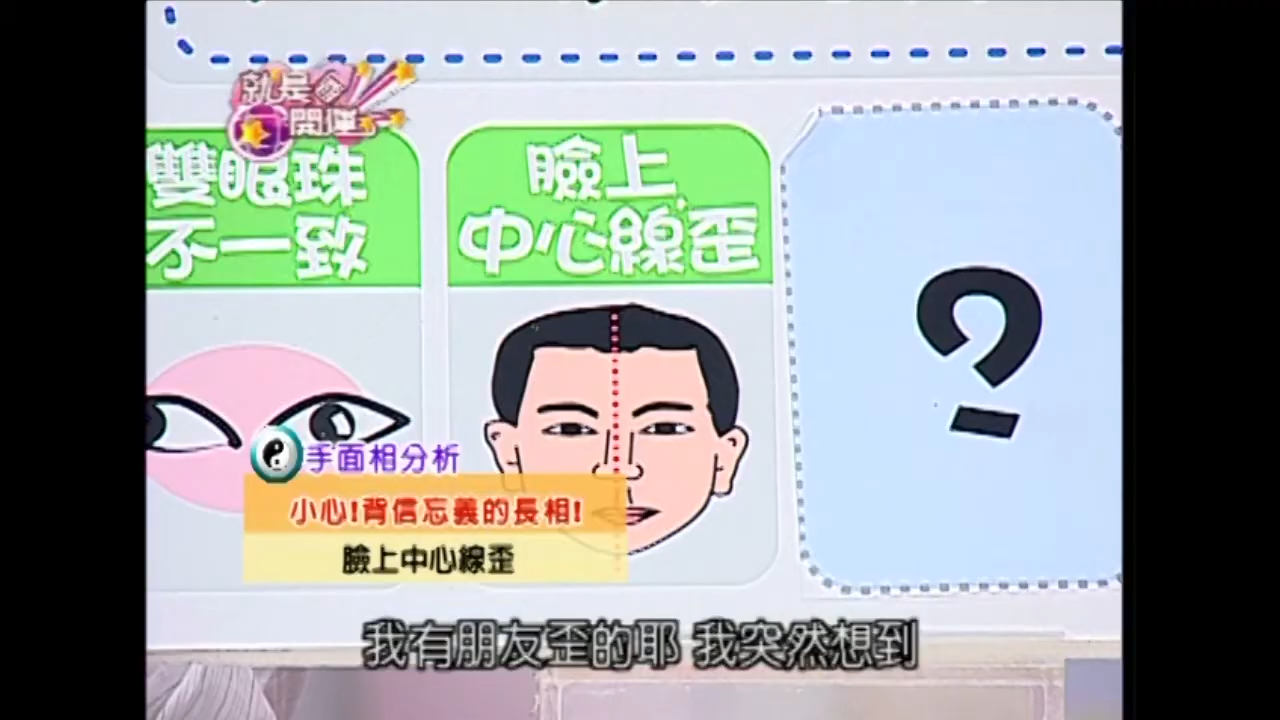 就是命
開運
雙眼珠
不一致
臉上
中心線歪
?
手面相分析
小心!背信忘義的長相!
臉上中心線歪
我有朋友歪的耶 我突然想到